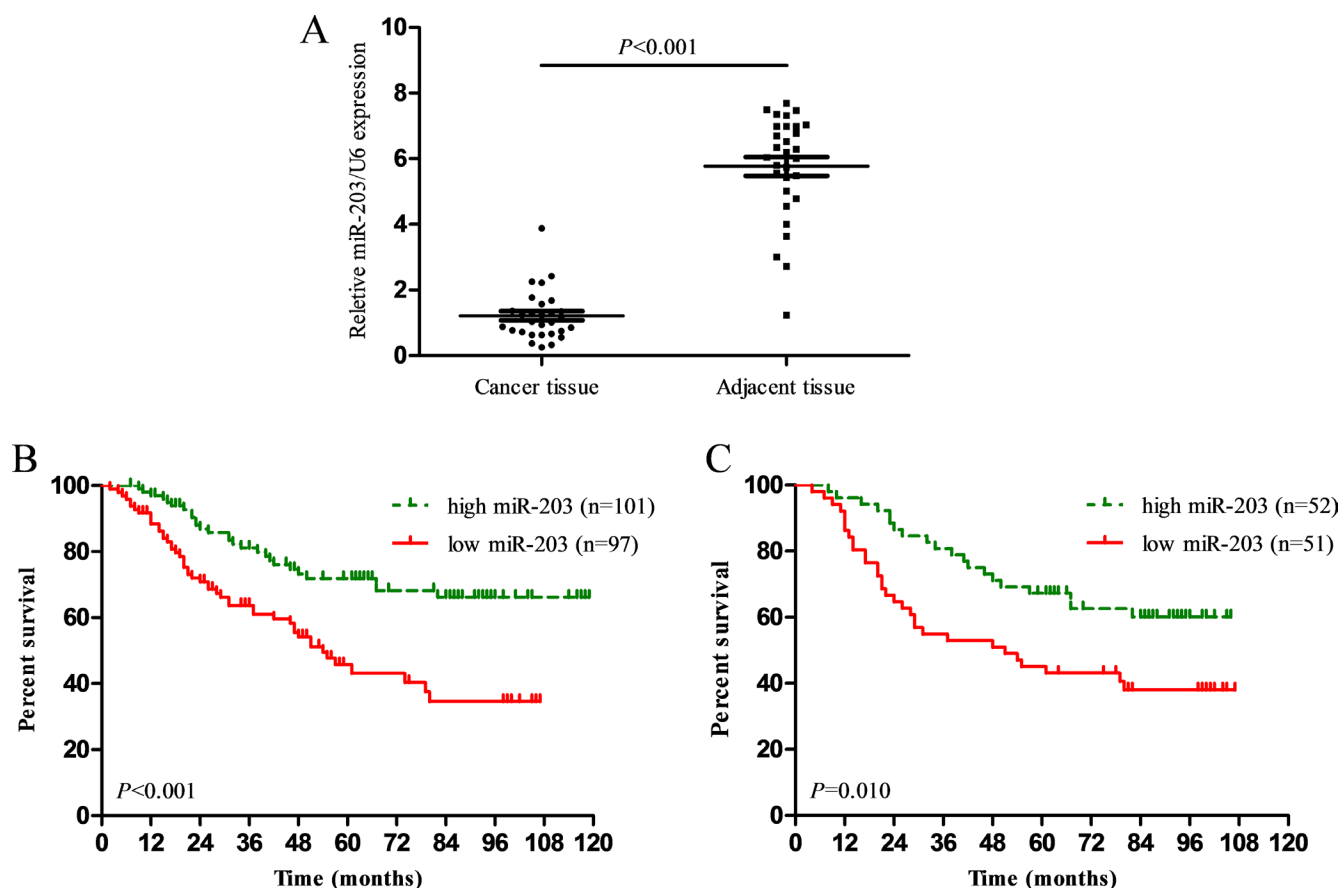 A
P<0.001
Reletive miR-203/U6 expression
10
8
6
4
2
0
Cancer tissue
Adjacent tissue
B
Percent survival
100
80
60
40
20
0
high miR-203 (n=101)
low miR-203 (n=97)
P<0.001
0 12 24 36 48 60 72 84 96 108 120
Time (months)
C
Percent survival
100
80
60
40
20
0
high miR-203 (n=52)
low miR-203 (n=51)
P=0.010
0 12 24 36 48 60 72 84 96 108 120
Time (months)